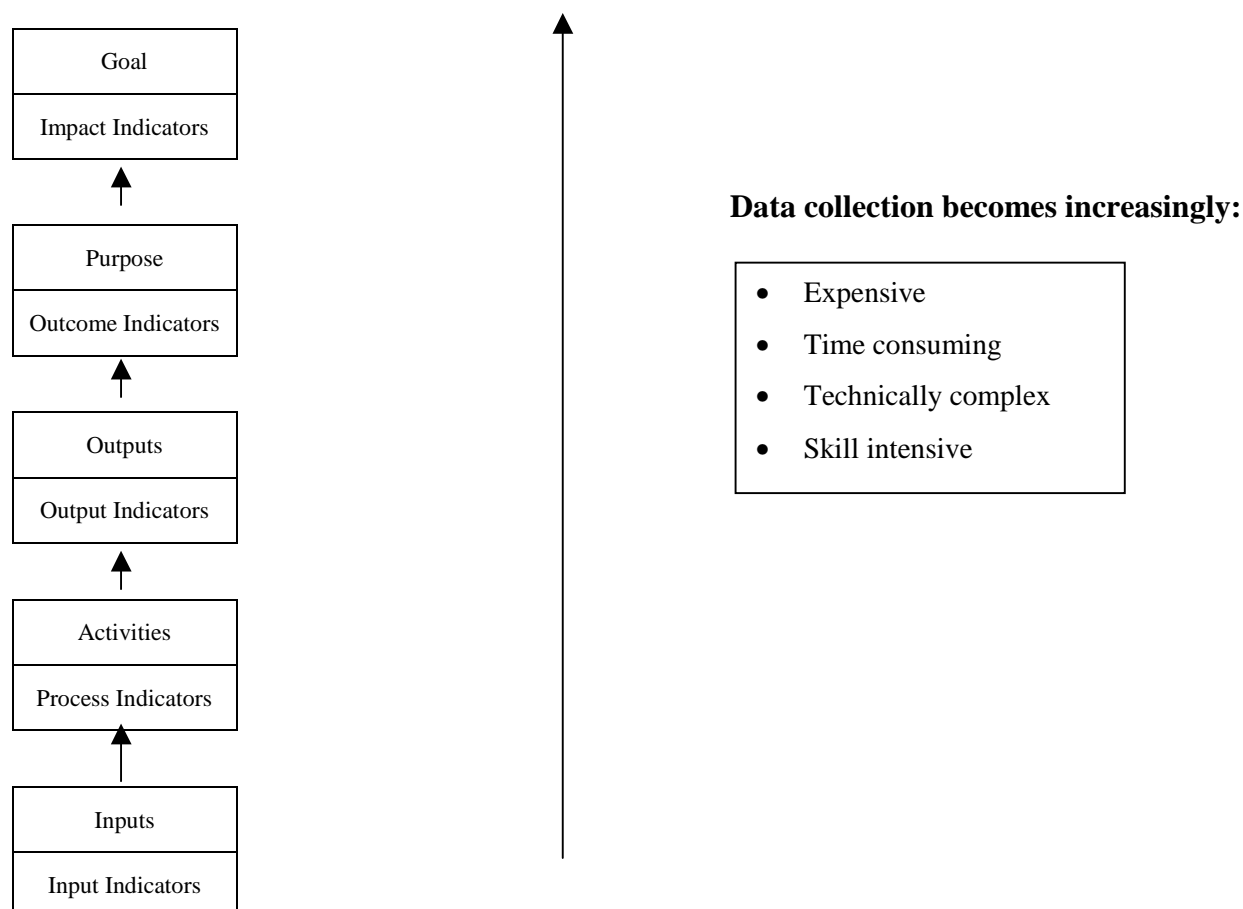 Goal
Impact Indicators
Purpose
Outcome Indicators
Outputs
Output Indicators
Activities
Process Indicators
Inputs
Input Indicators
Data collection becomes increasingly:
• Expensive
• Time consuming
• Technically complex
• Skill intensive